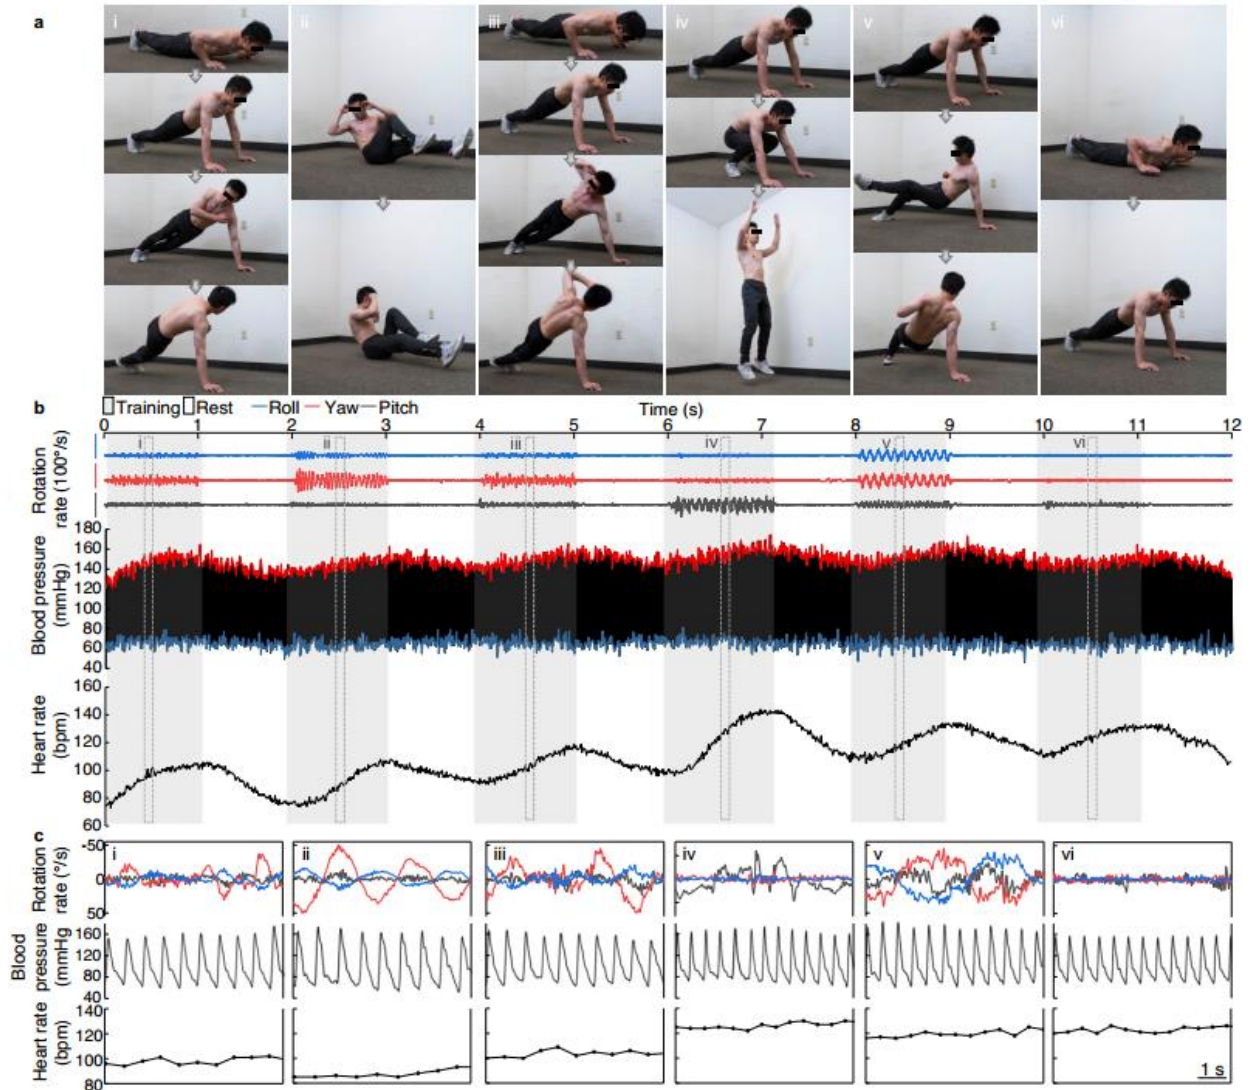 a
i ii iii iv v vi
b
Training Rest Roll Yaw Pitch
Time (s)
0 1 2 3 4 5 6 7 8 9 10 11 12
i ii iii iv v vi
Rotation
rate (100°/s)
180
160
140
120
100
80
60
40
Blood pressure
(mmHg)
160
140
120
100
80
60
Heart rate
(bpm)
c
i ii iii iv v vi
-50
0
50
Rotation
rate (°/s)
160
120
80
40
Blood
pressure
(mmHg)
140
120
100
80
Heart rate
(bpm)
1 s